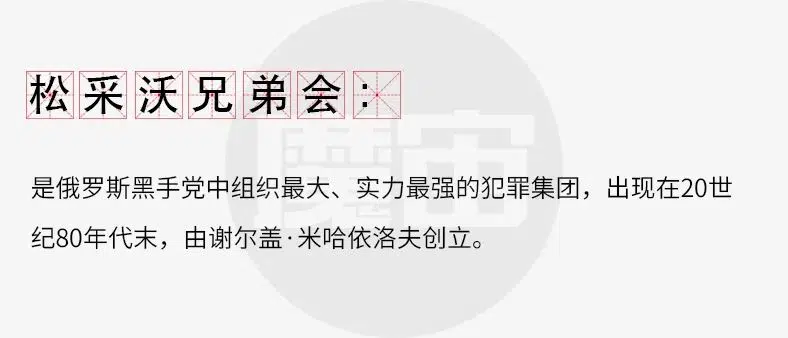 松采沃兄弟会：
魔宙
是俄罗斯黑手党中组织最大、实力最强的犯罪集团，出现在20世
纪80年代末，由谢尔盖·米哈依洛夫创立。